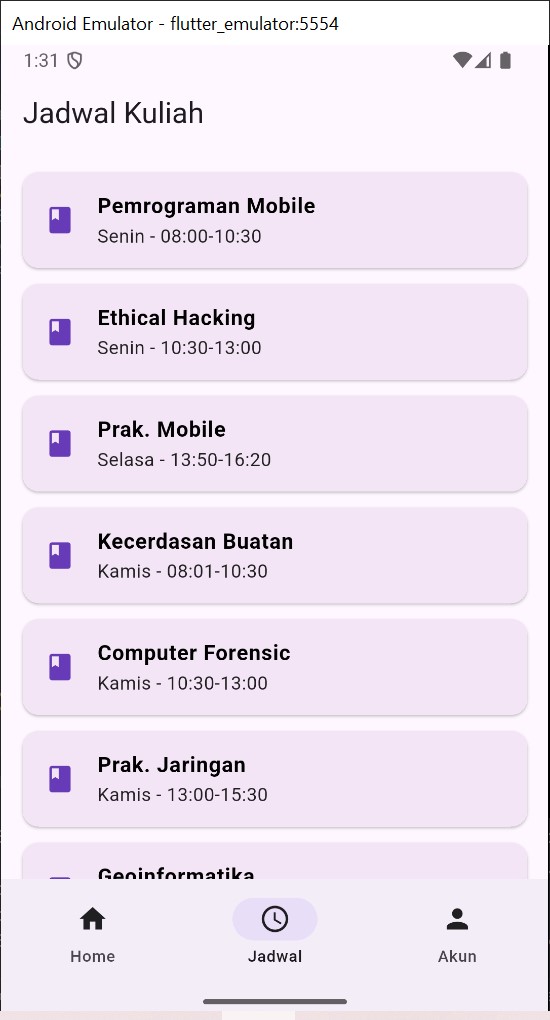 Android Emulator - flutter_emulator:5554
1:31
Jadwal Kuliah
Pemrograman Mobile
Senin - 08:00-10:30
Ethical Hacking
Senin - 10:30-13:00
Prak. Mobile
Selasa - 13:50-16:20
Kecerdasan Buatan
Kamis - 08:01-10:30
Computer Forensic
Kamis - 10:30-13:00
Prak. Jaringan
Kamis - 13:00-15:30
Geoinformatika
Home
Jadwal
Akun